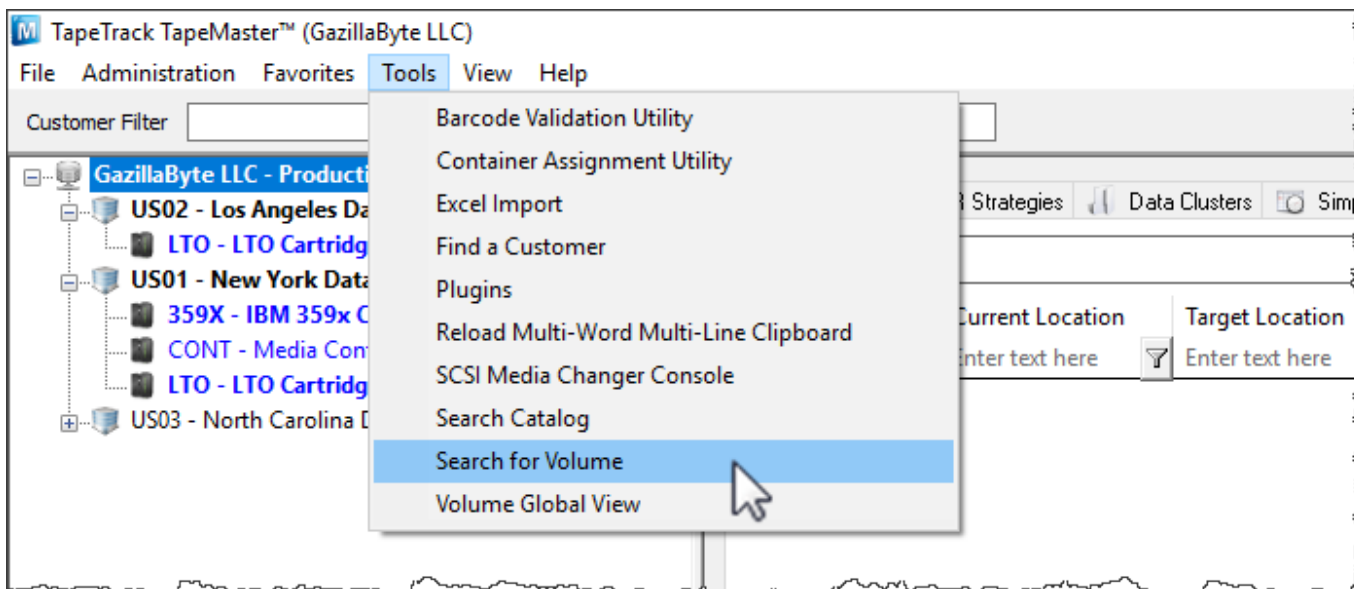 TapeTrack TapeMaster™ (GazillaByte LLC)
File Administration Favorites Tools View Help
Customer Filter
Barcode Validation Utility
Container Assignment Utility
Excel Import
Find a Customer
Plugins
Reload Multi-Word Multi-Line Clipboard
SCSI Media Changer Console
Search Catalog
Search for Volume
Volume Global View
GazillaByte LLC - Producti
US02 - Los Angeles Da
LTO - LTO Cartridg
US01 - New York Data
359X - IBM 359x C
CONT - Media Con
LTO - LTO Cartridg
US03 - North Carolina D
Strategies Data Clusters Simp
Current Location Target Location
Enter text here Enter text here